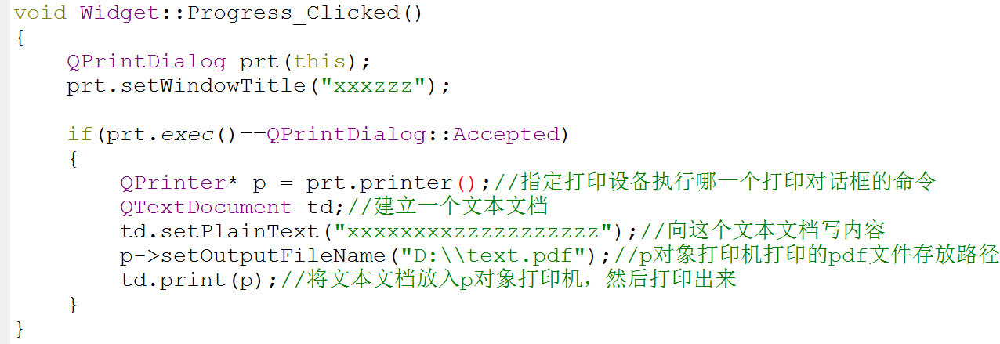 void Widget::Progress_Clicked()
{
    QPrintDialog prt(this);
    prt.setWindowTitle("xxxzzz");

    if(prt.exec()==QPrintDialog::Accepted)
    {
        QPrinter* p = prt.printer();//指定打印设备执行哪一个打印对话框的命令
        QTextDocument td;//建立一个文本文档
        td.setPlainText("xxxxxxxxzzzzzzzzzzz");//向这个文本文档写内容
        p->setOutputFileName("D:\\text.pdf");//p对象打印机打印的pdf文件存放路径
        td.print(p);//将文本文档放入p对象打印机，然后打印出来
    }
}